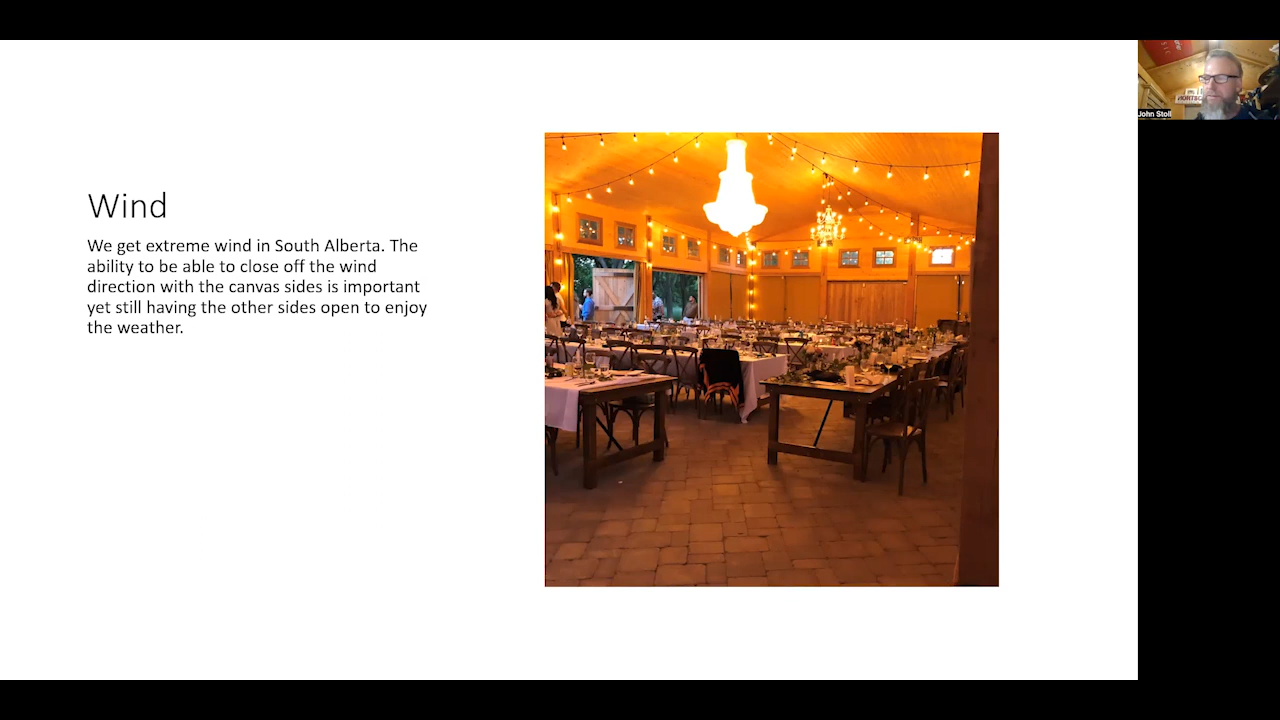 Wind
We get extreme wind in South Alberta. The
ability to be able to close off the wind
direction with the canvas sides is important
yet still having the other sides open to enjoy
the weather.
John Stoll